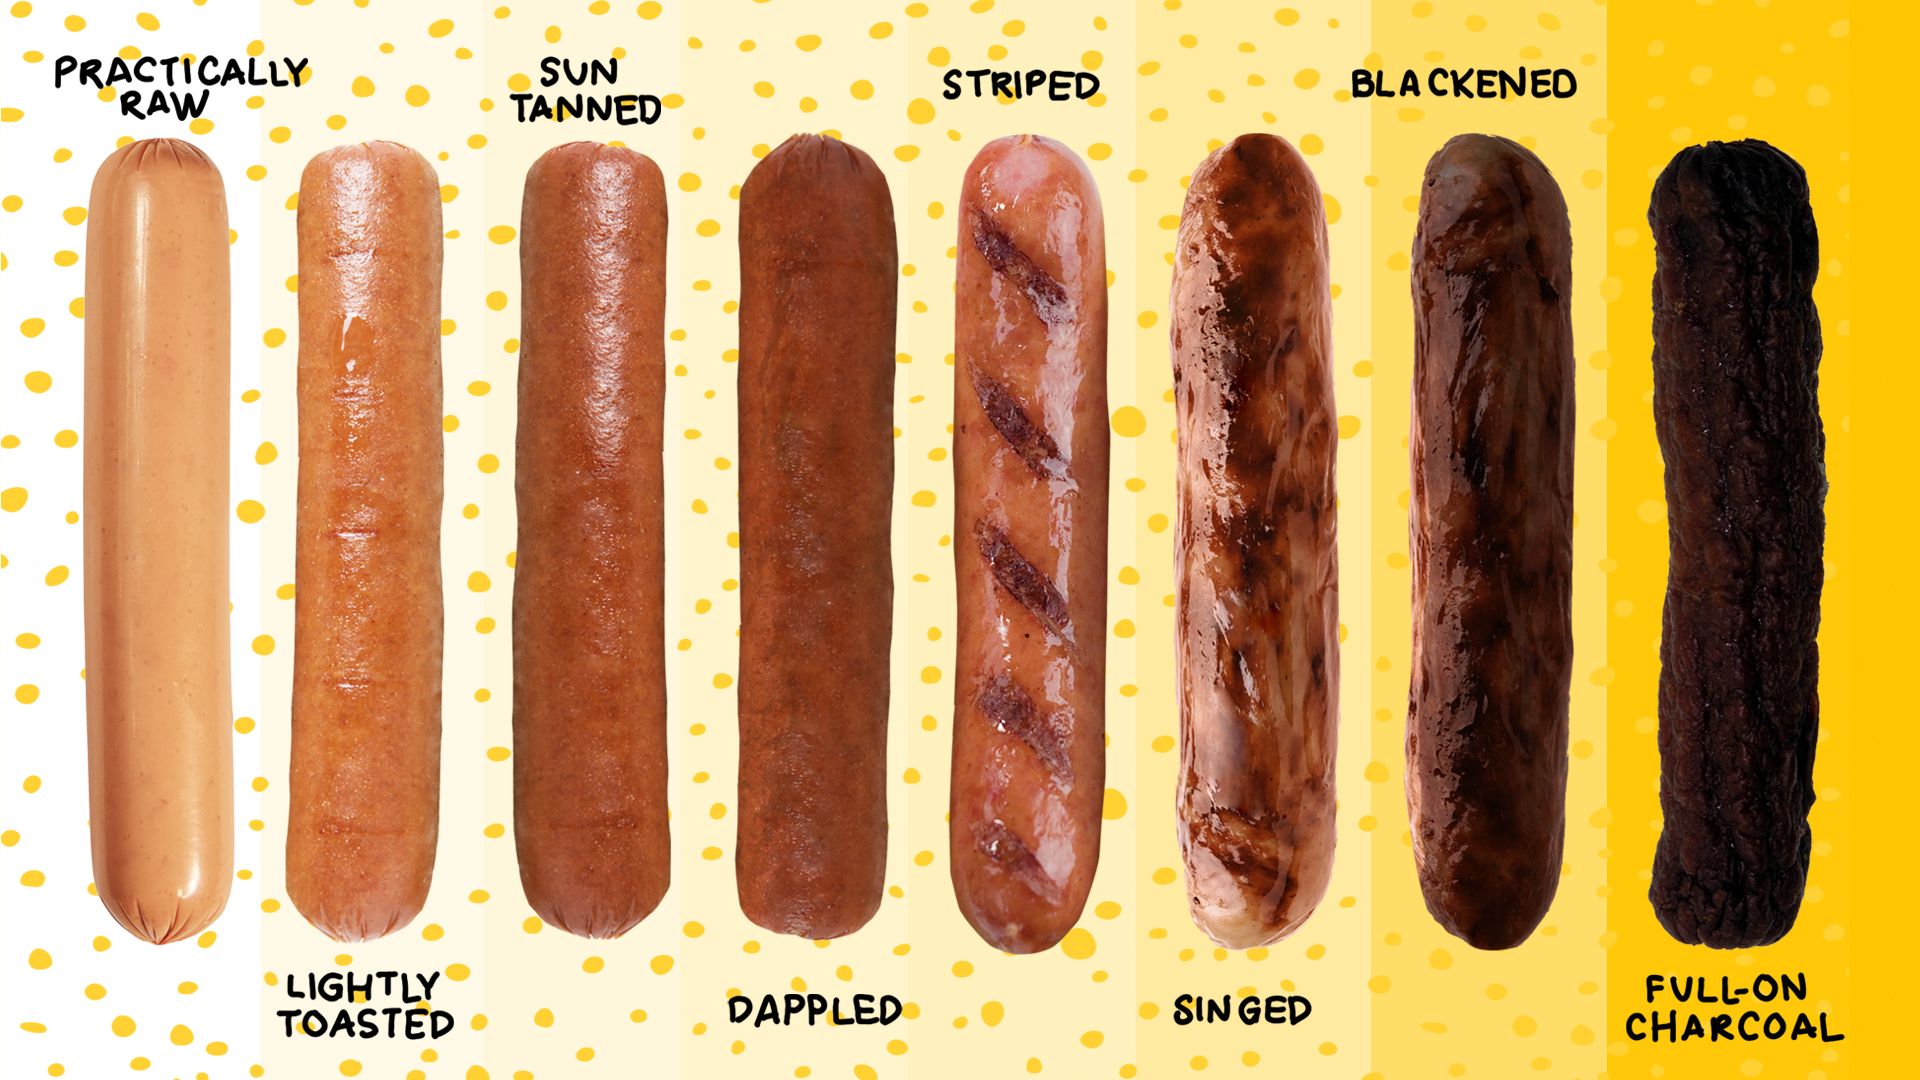 PRACTICALLY
RAW
LIGHTLY
TOASTED
SUN
TANNED
DAPPLED
STRIPED
SINGED
BLACKENED
FULL-ON
CHARCOAL